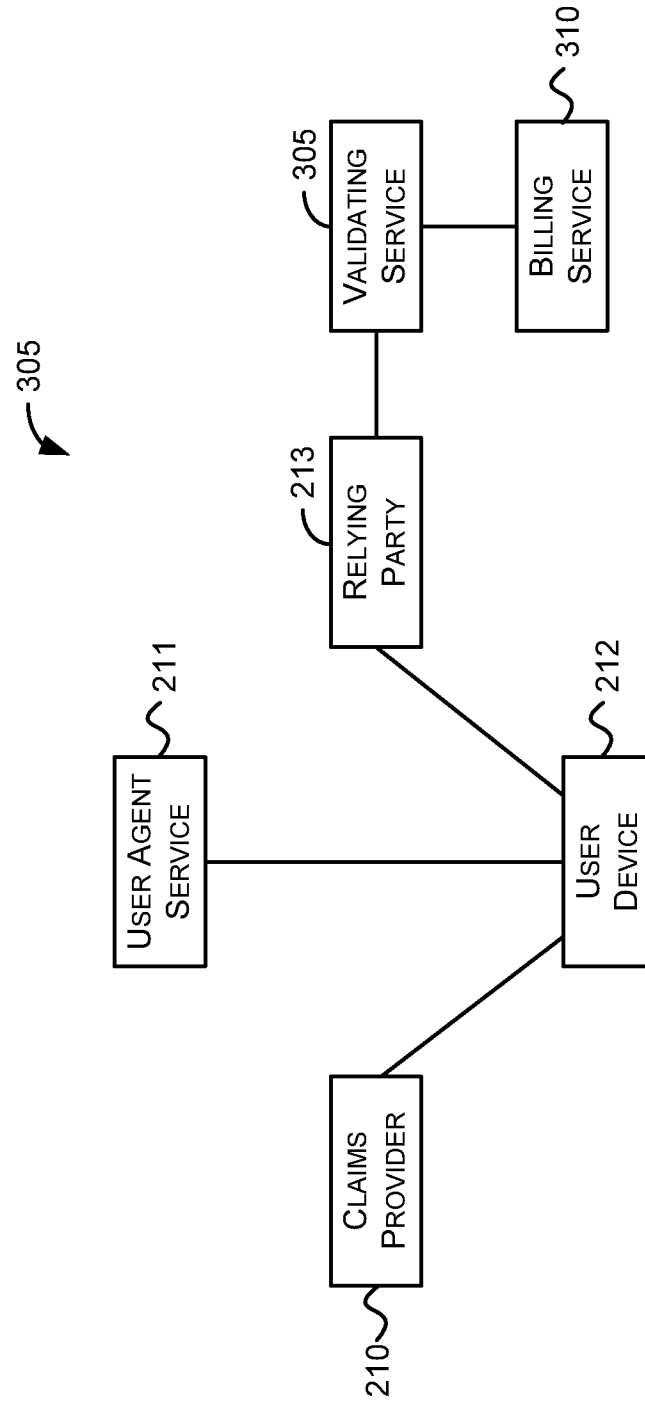 305
211
USER AGENT
SERVICE
210
CLAIMS
PROVIDER
213
RELYING
PARTY
305
VALIDATING
SERVICE
212
USER
DEVICE
310
BILLING
SERVICE